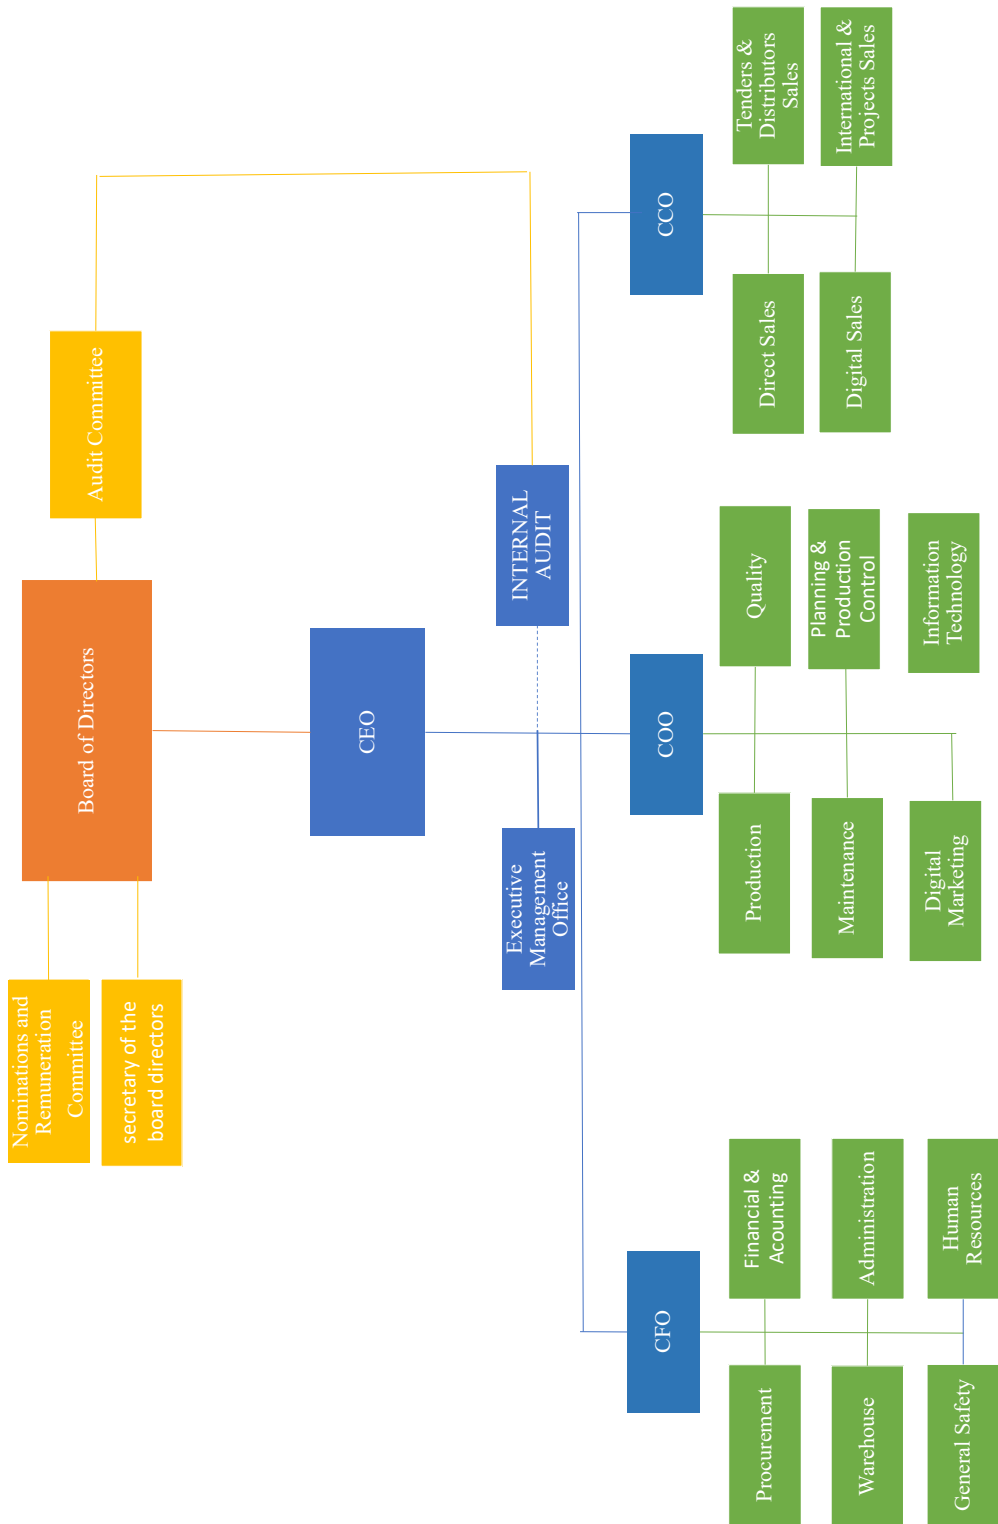 Nominations and
Remuneration
Committee
secretary of the
board directors
Board of Directors
Audit Committee
CEO
Executive
Management
Office
INTERNAL
AUDIT
CFO
COO
CCO
Procurement
Financial &
Acounting
Warehouse
Administration
General Safety
Human
Resources
Production
Quality
Maintenance
Planning &
Production
Control
Digital
Marketing
Information
Technology
Direct Sales
Tenders &
Distributors
Sales
Digital Sales
International &
Projects Sales